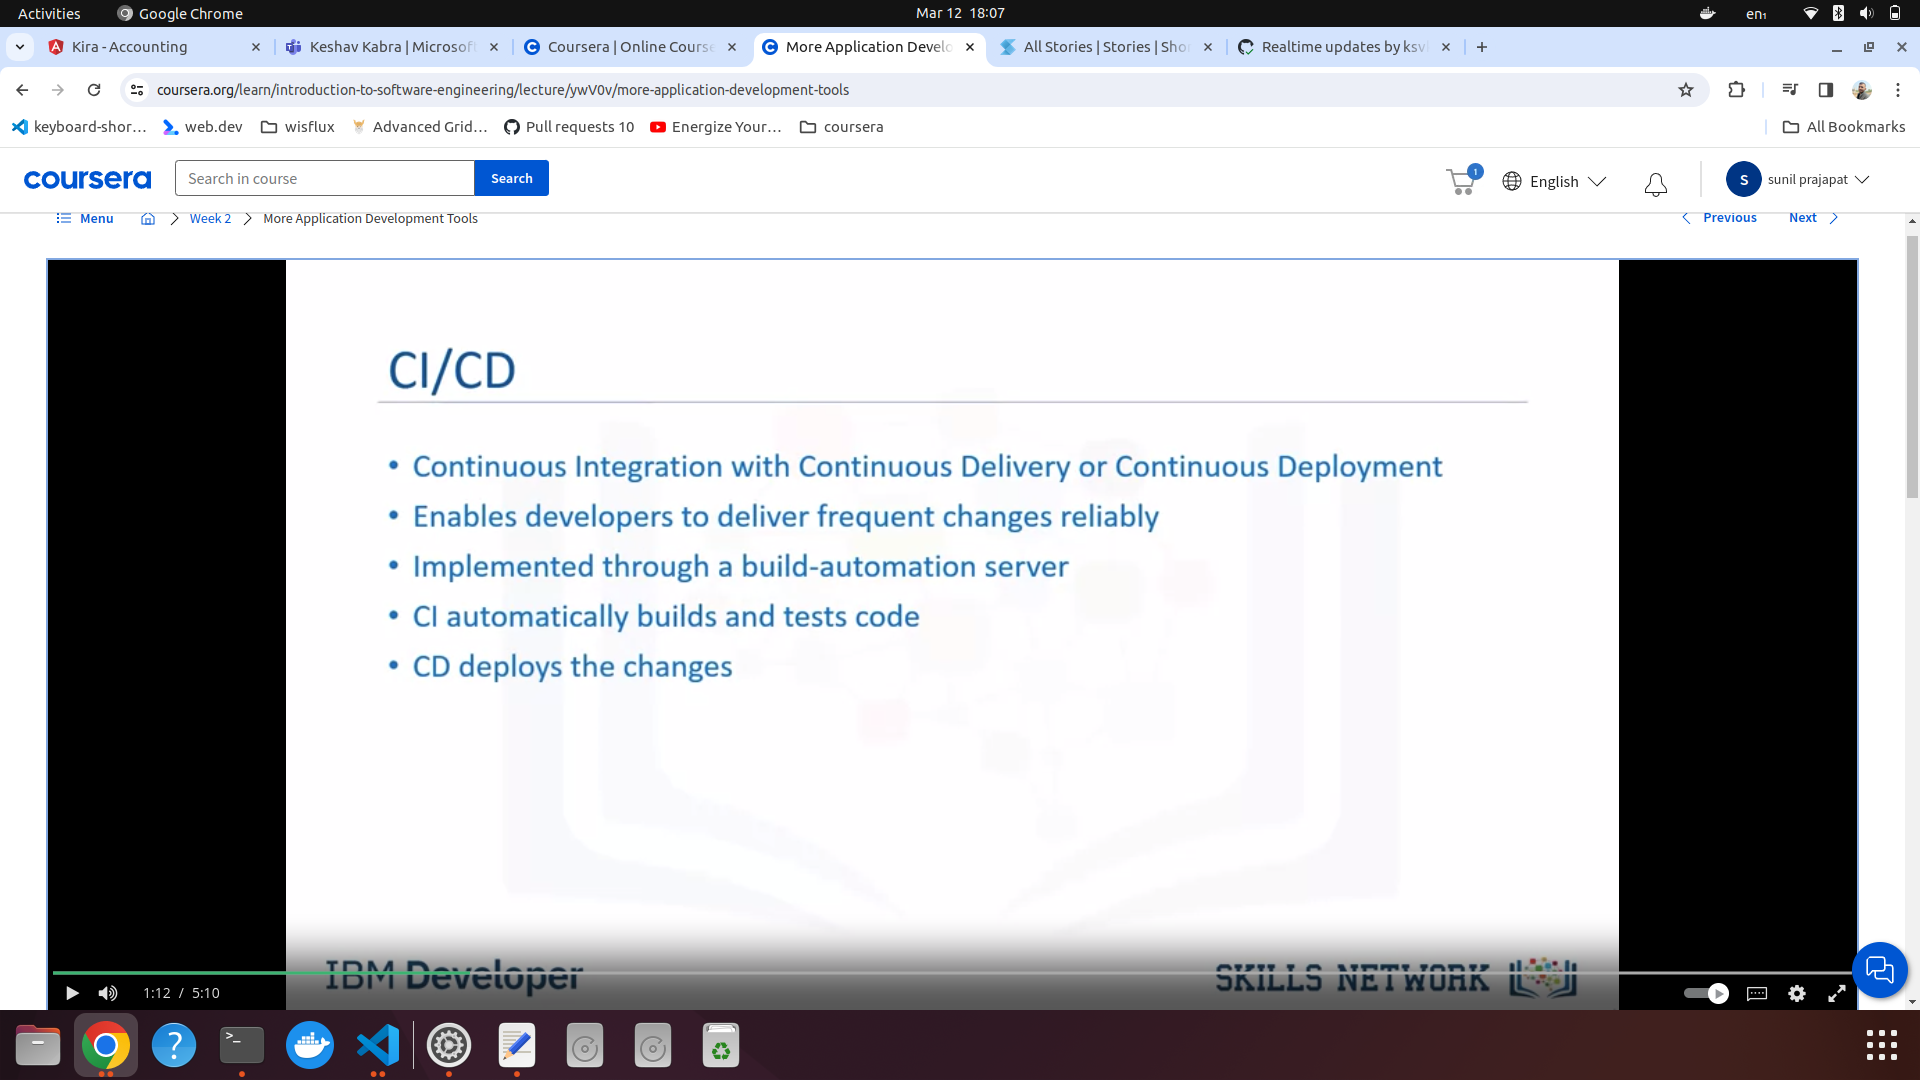 Activities
Google Chrome
Mar 12 18:07
en₁
Kira - Accounting
Keshav Kabra | Microsof
Coursera | Online Course
More Application Develo
All Stories | Stories | Sho
Realtime updates by ksv
coursera.org/learn/introduction-to-software-engineering/lecture/ywV0v/more-application-development-tools
keyboard-shor...
web.dev
wisflux
Advanced Grid...
Pull requests 10
Energize Your...
coursera
All Bookmarks
coursera
Search in course
Search
1
English
S
sunil prajapat
Menu
Week 2
More Application Development Tools
Previous
Next
CI/CD
• Continuous Integration with Continuous Delivery or Continuous Deployment
• Enables developers to deliver frequent changes reliably
• Implemented through a build-automation server
• CI automatically builds and tests code
• CD deploys the changes
IBM Developer
SKILLS NETWORK
1:12 / 5:10